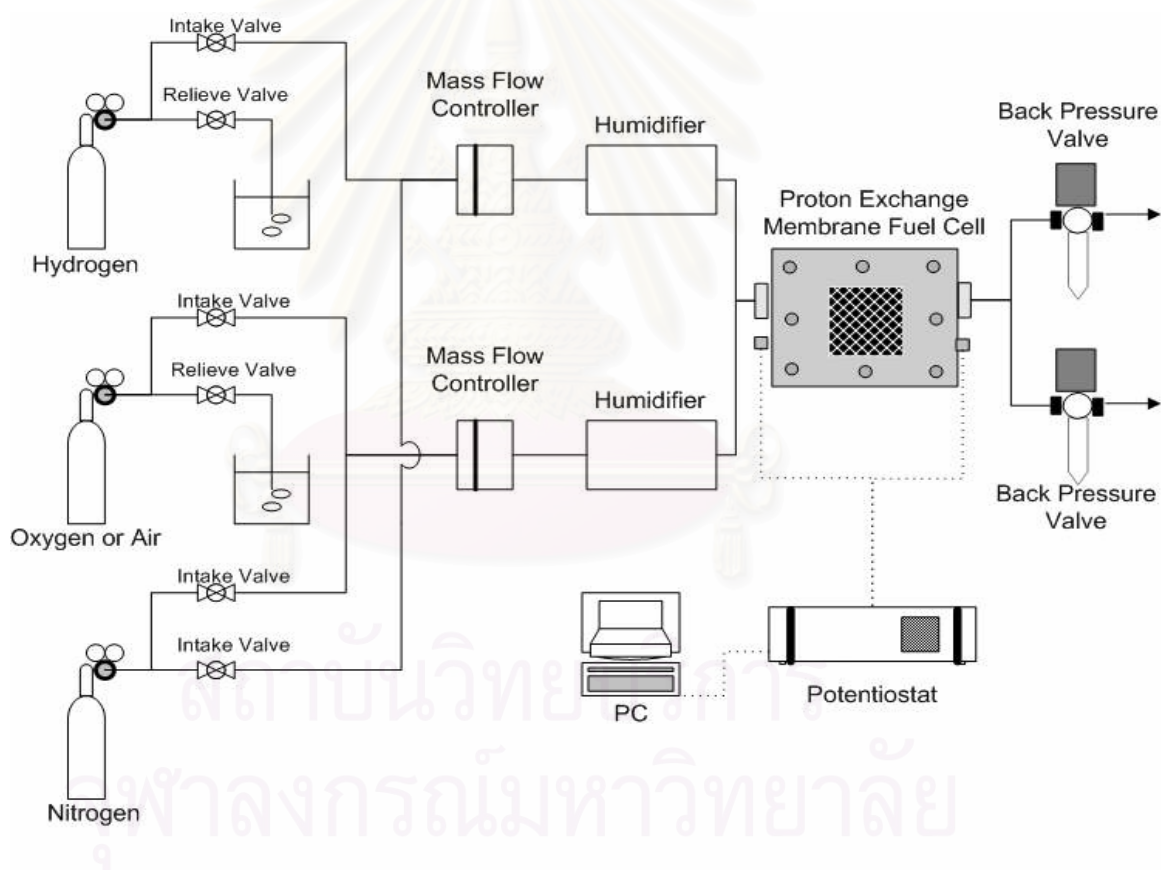 Intake Valve
Relieve Valve
Hydrogen
Mass Flow
Controller
Humidifier
Back Pressure
Valve
Proton Exchange
Membrane Fuel Cell
Intake Valve
Relieve Valve
Oxygen or Air
Mass Flow
Controller
Humidifier
Back Pressure
Valve
Intake Valve
Intake Valve
Nitrogen
PC
Potentiostat
สถาบันวิทยบริการ
จุฬาลงกรณ์มหาวิทยาลัย